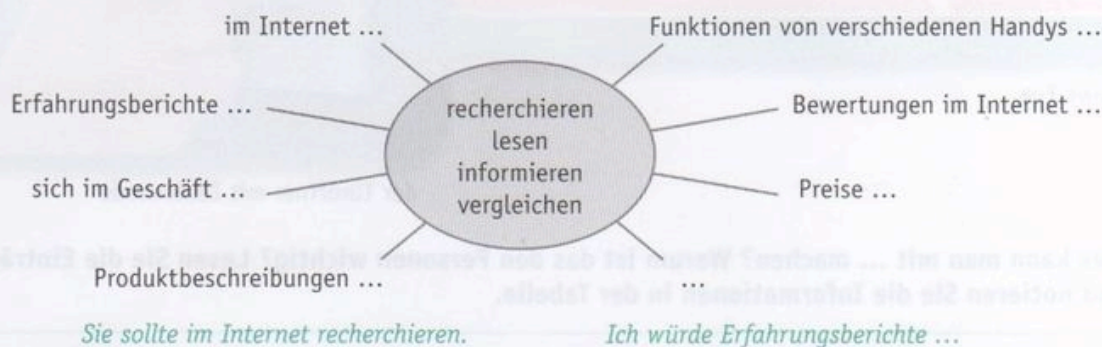 im Internet ...
Funktionen von verschiedenen Handys ...
Erfahrungsberichte ...
recherchieren
lesen
informieren
vergleichen
Bewertungen im Internet ...
sich im Geschäft ...
Preise ...
Produktbeschreibungen ...
...
Sie sollte im Internet recherchieren.
Ich würde Erfahrungsberichte ...